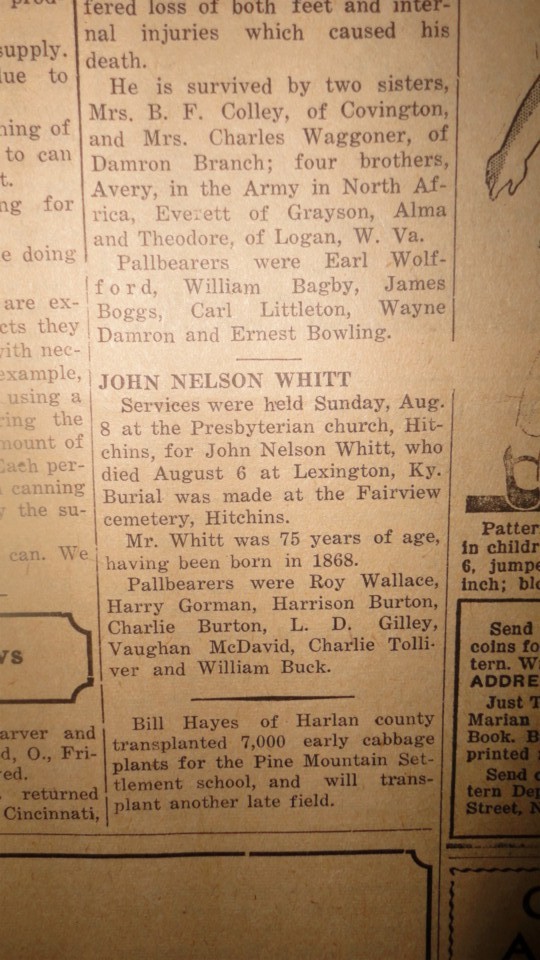 supply.
due to
ning of
to can
t.
ng for
e doing
are ex-
cts they
with nec-
example,
using a
ring the
mount of
Each per-
canning
y the su-
can. We
arver and
d, O., Fri-
red.
returned
Cincinnati,
fered loss of both feet and inter-
nal injuries which caused his
death.
He is survived by two sisters,
Mrs. B. F. Colley, of Covington,
and Mrs. Charles Waggoner, of
Damron Branch; four brothers,
Avery, in the Army in North Af-
rica, Everett of Grayson, Alma
and Theodore, of Logan, W. Va.
Pallbearers were Earl Wolf-
ford, William Bagby, James
Boggs, Carl Littleton, Wayne
Damron and Ernest Bowling.
JOHN NELSON WHITT
Services were held Sunday, Aug.
8 at the Presbyterian church, Hit-
chins, for John Nelson Whitt, who
died August 6 at Lexington, Ky.
Burial was made at the Fairview
cemetery, Hitchins.
Mr. Whitt was 75 years of age,
having been born in 1868.
Pallbearers were Roy Wallace,
Harry Gorman, Harrison Burton,
Charlie Burton, L. D. Gilley,
Vaughan McDavid, Charlie Tolli-
ver and William Buck.
Bill Hayes of Harlan county
transplanted 7,000 early cabbage
plants for the Pine Mountain Set-
tlement school, and will trans-
plant another late field.
Patter
in childr
6, jumpe
inch; blo
Send
coins fo
tern. W
ADDRE
Just T
Marian
Book. B
printed
Send c
tern Dep
Street, N